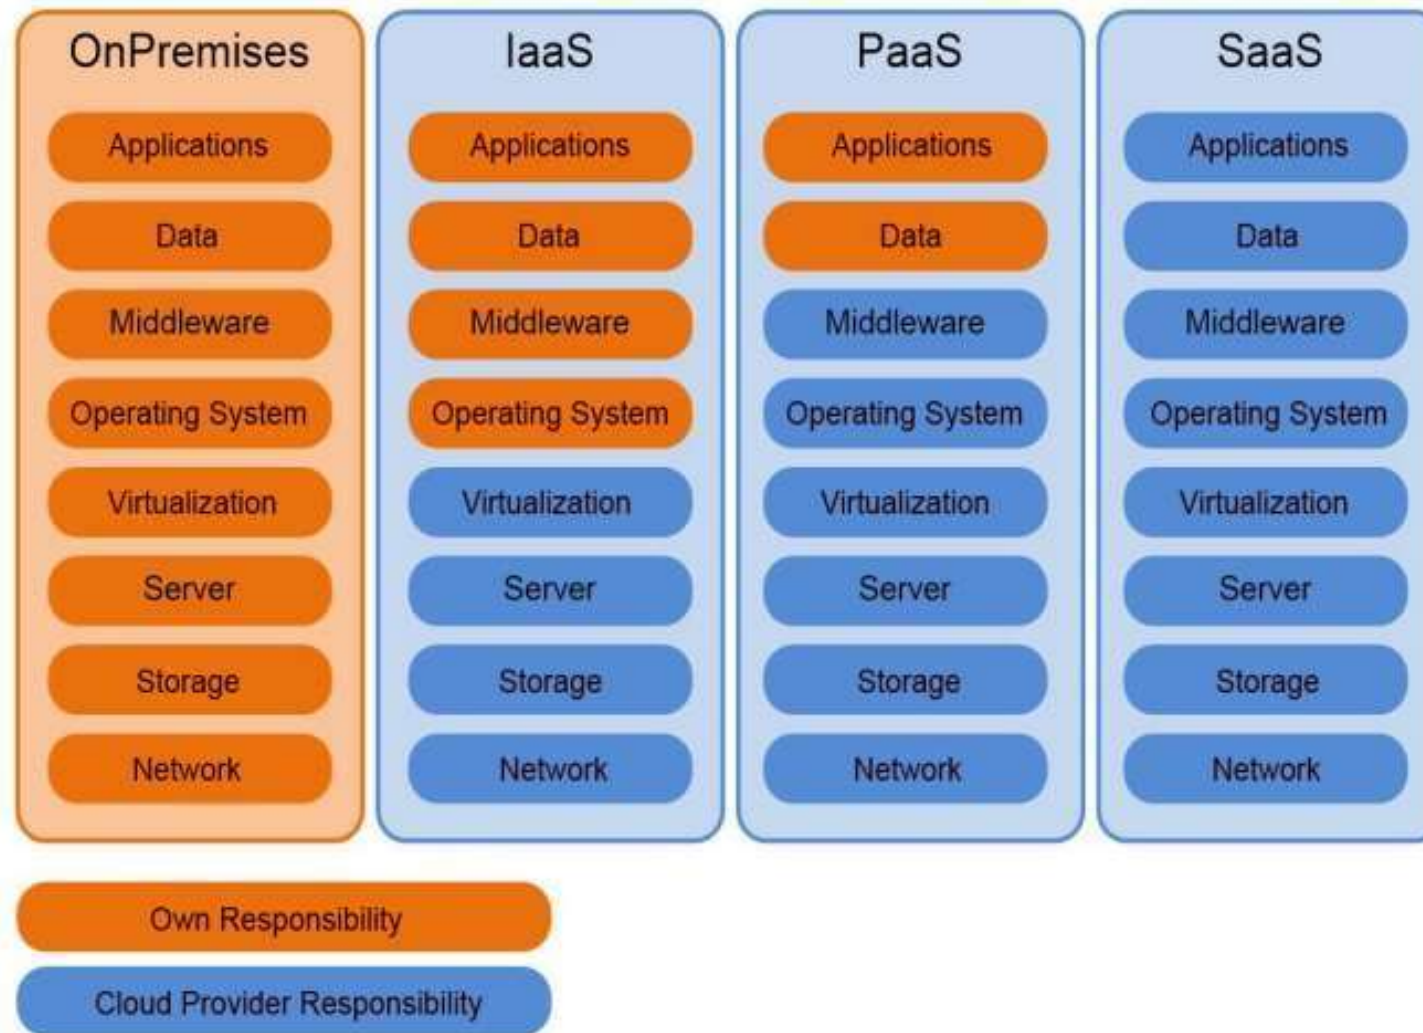 OnPremises
Applications
Data
Middleware
Operating System
Virtualization
Server
Storage
Network
IaaS
Applications
Data
Middleware
Operating System
Virtualization
Server
Storage
Network
PaaS
Applications
Data
Middleware
Operating System
Virtualization
Server
Storage
Network
SaaS
Applications
Data
Middleware
Operating System
Virtualization
Server
Storage
Network
Own Responsibility
Cloud Provider Responsibility